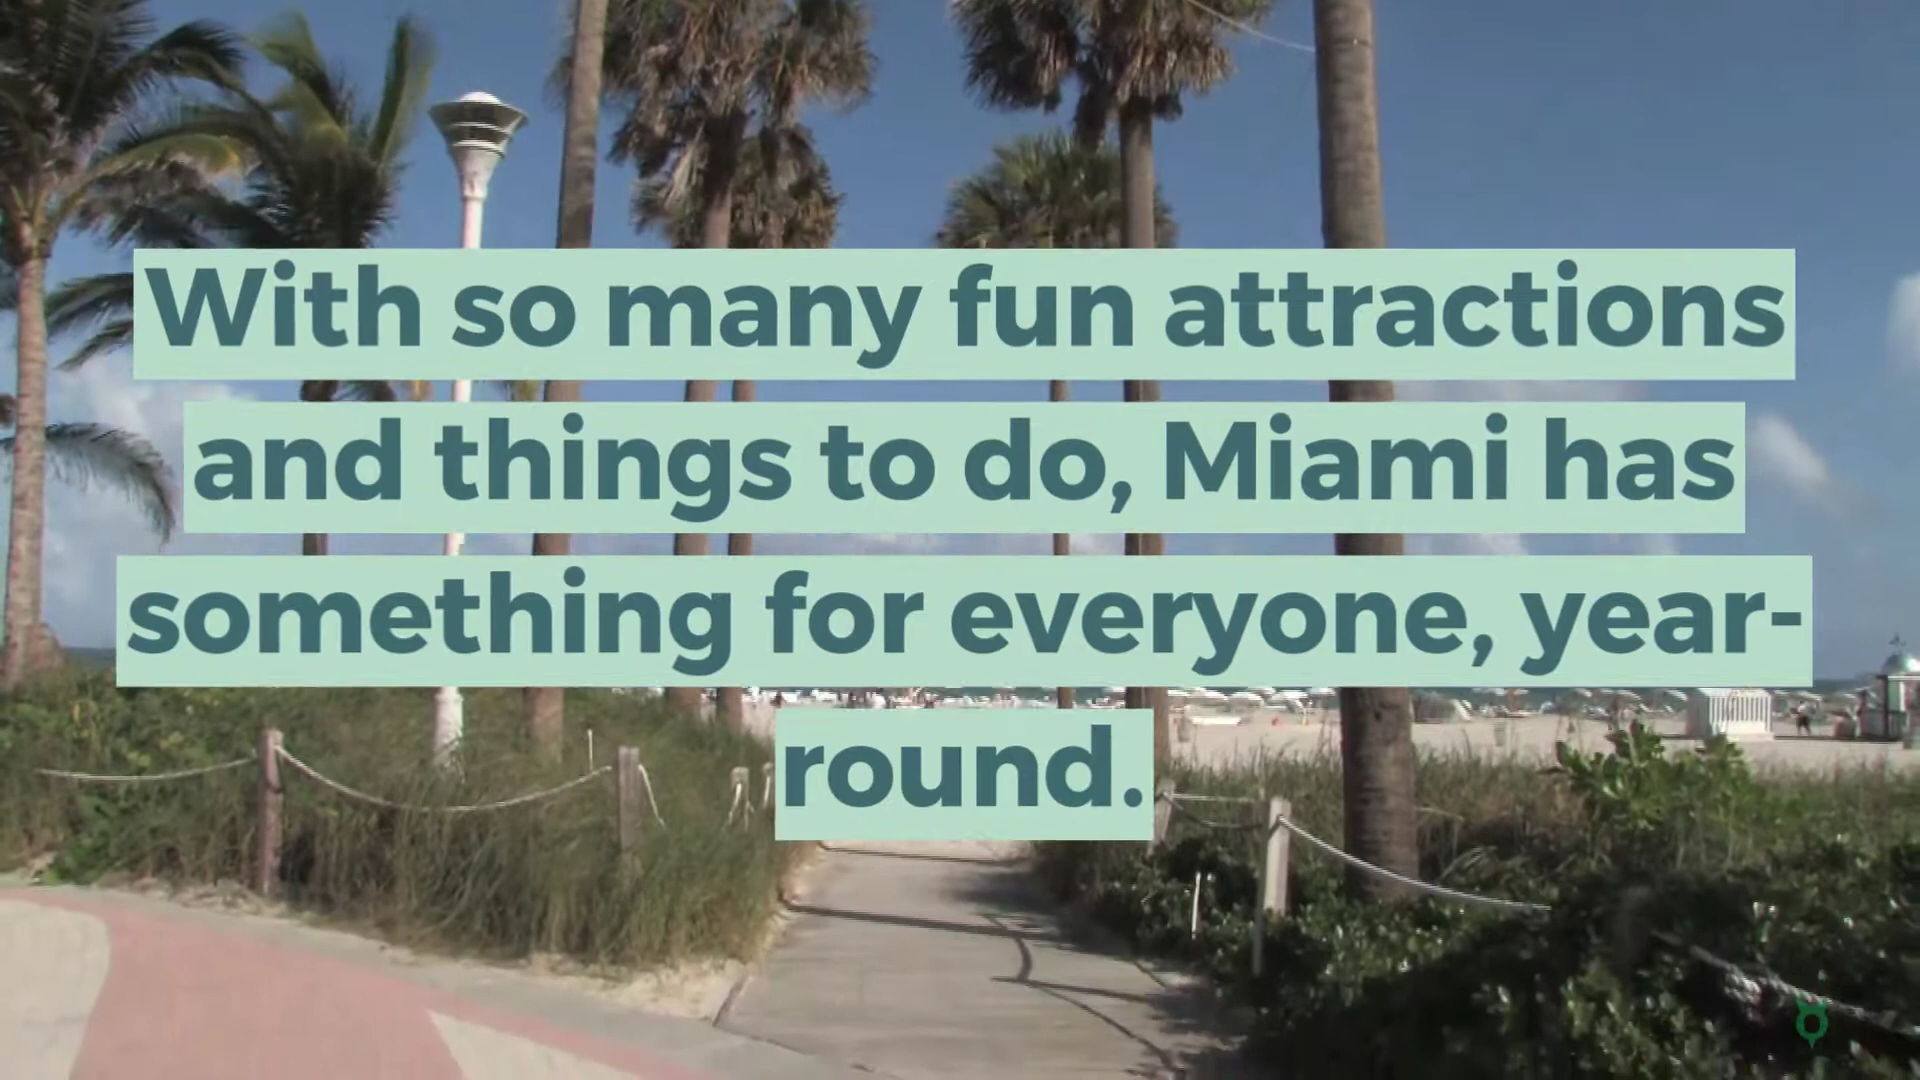 With so many fun attractions
and things to do, Miami has
something for everyone, year-
round.